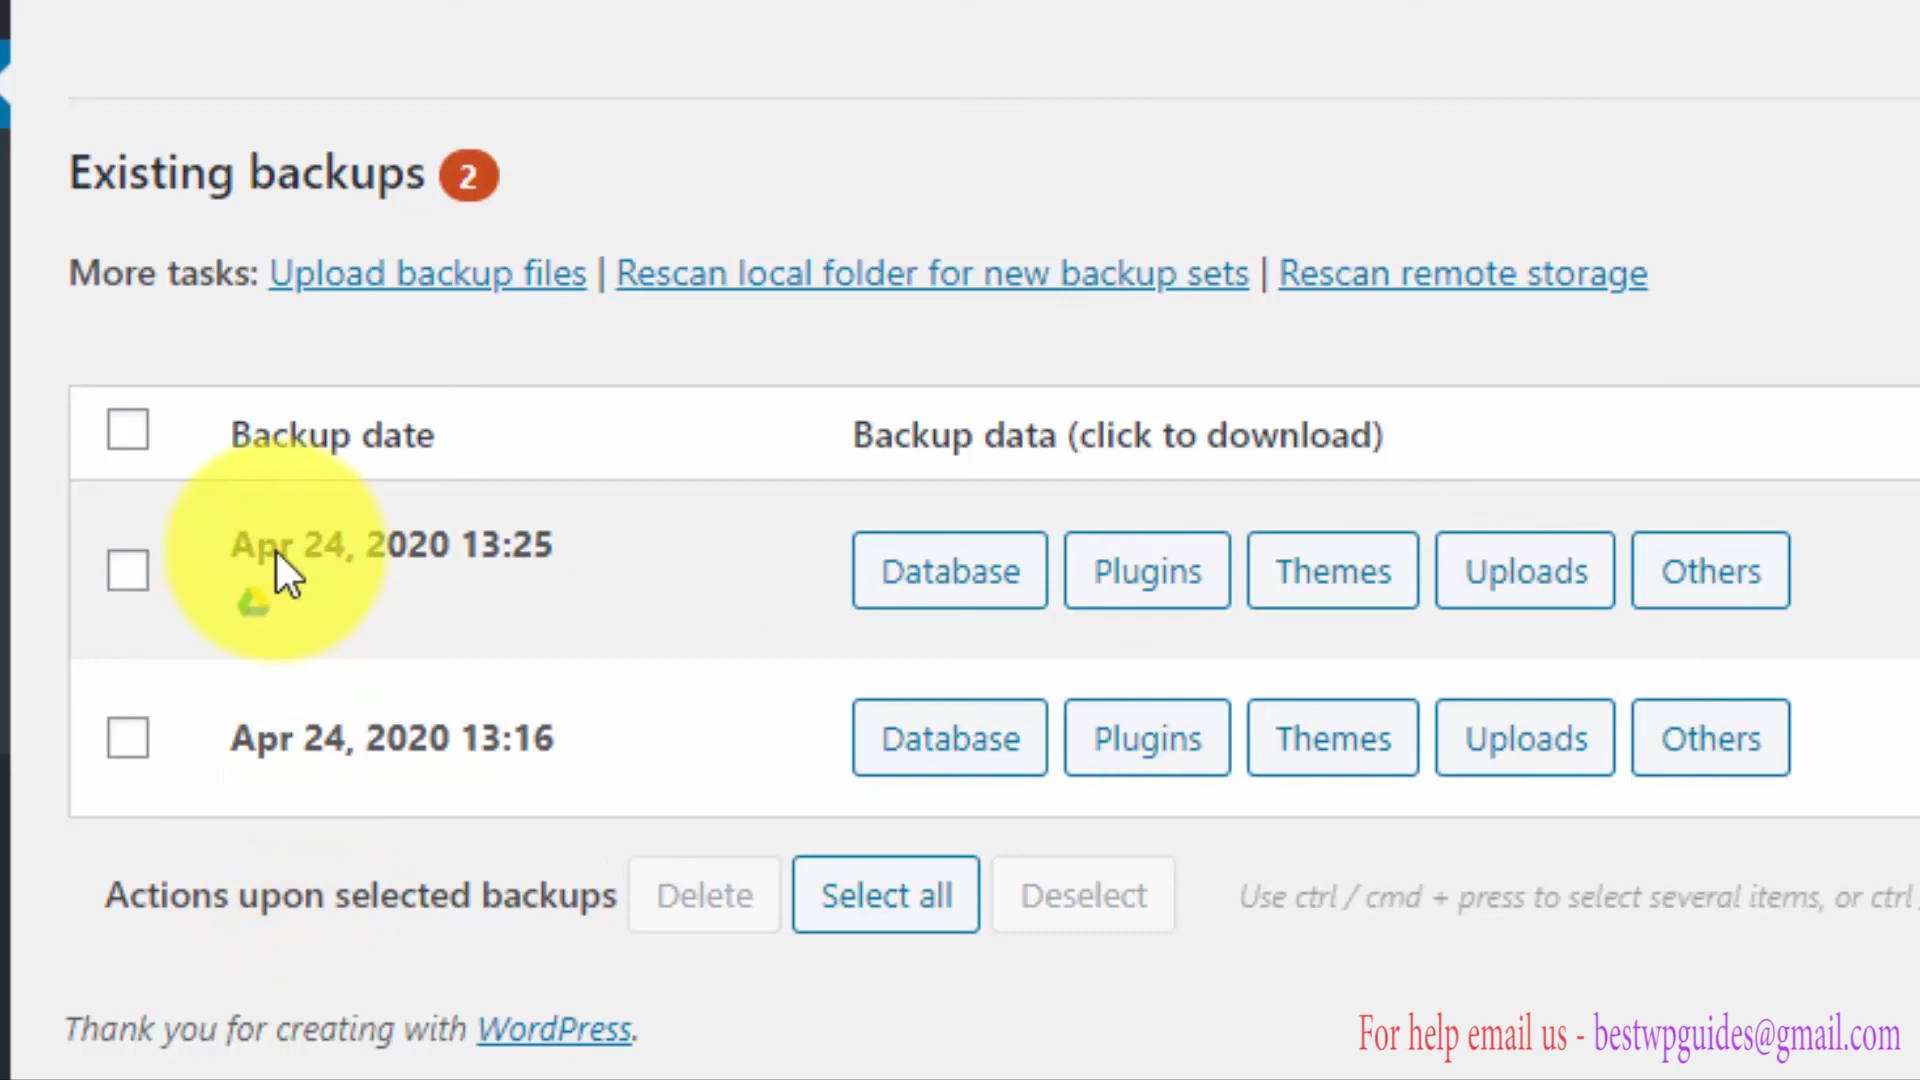 Existing backups 2
More tasks: Upload backup files | Rescan local folder for new backup sets | Rescan remote storage
Backup date Backup data (click to download)
Apr 24, 2020 13:25 Database Plugins Themes Uploads Others
Apr 24, 2020 13:16 Database Plugins Themes Uploads Others
Actions upon selected backups Delete Select all Deselect Use ctrl / cmd + press to select several items, or ctrl
Thank you for creating with WordPress.
For help email us - bestwpguides@gmail.com